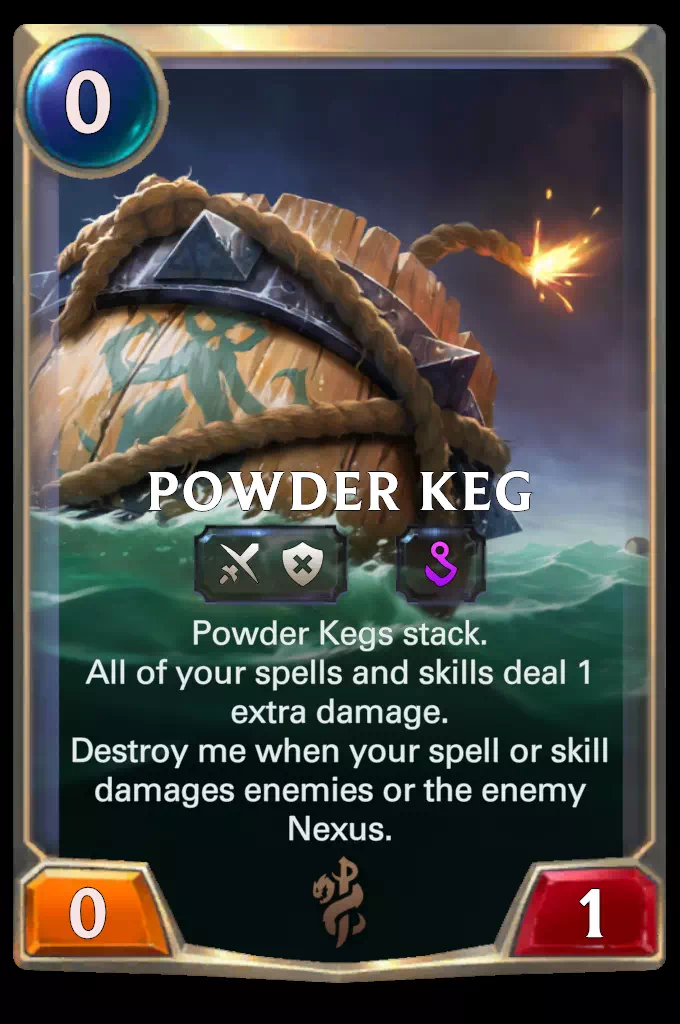 0
POWDER KEG
Powder Kegs stack.
All of your spells and skills deal 1
extra damage.
Destroy me when your spell or skill
damages enemies or the enemy
Nexus.
0
1